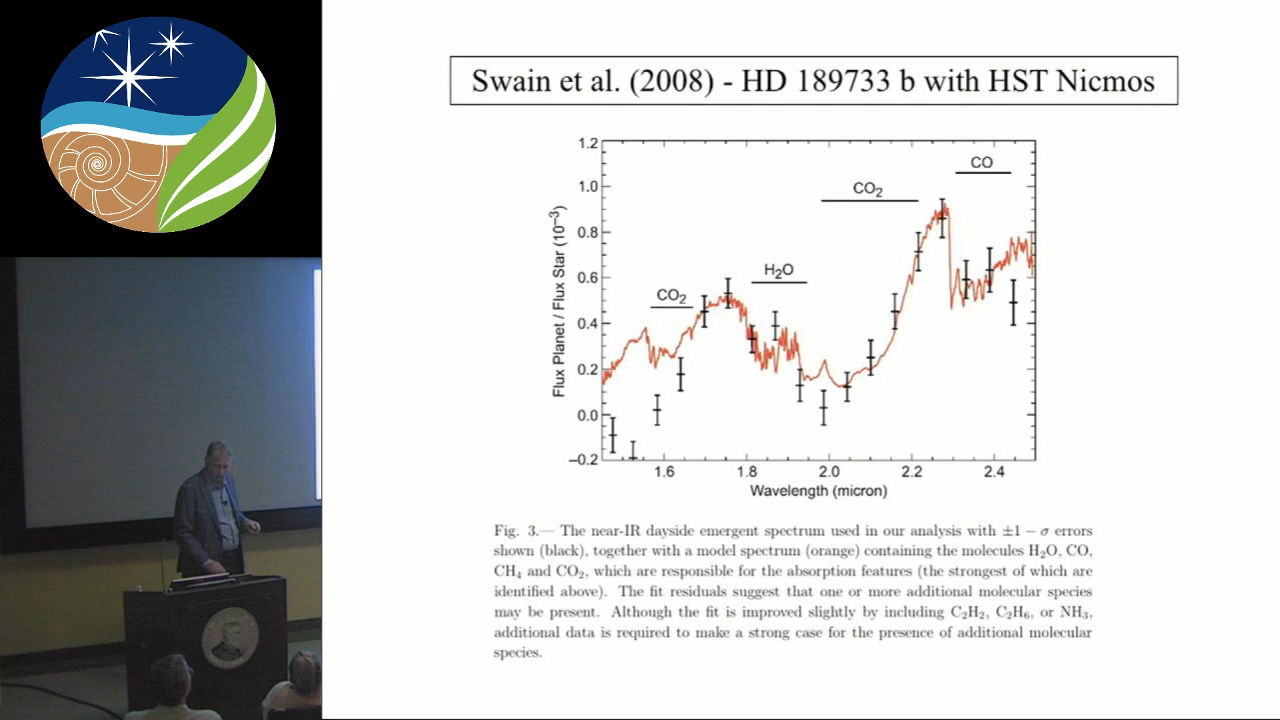 Swain et al. (2008) - HD 189733 b with HST Nicmos
1.2
1.0
0.8
0.6
0.4
0.2
0.0
–0.2
Flux Planet / Flux Star (10⁻³)
CO₂
H₂O
CO₂
CO
1.6
1.8
2.0
2.2
2.4
Wavelength (micron)
Fig. 3.— The near-IR dayside emergent spectrum used in our analysis with ±1 − σ errors
shown (black), together with a model spectrum (orange) containing the molecules H₂O, CO,
CH₄ and CO₂, which are responsible for the absorption features (the strongest of which are
identified above). The fit residuals suggest that one or more additional molecular species
may be present. Although the fit is improved slightly by including C₂H₂, C₂H₆, or NH₃,
additional data is required to make a strong case for the presence of additional molecular
species.